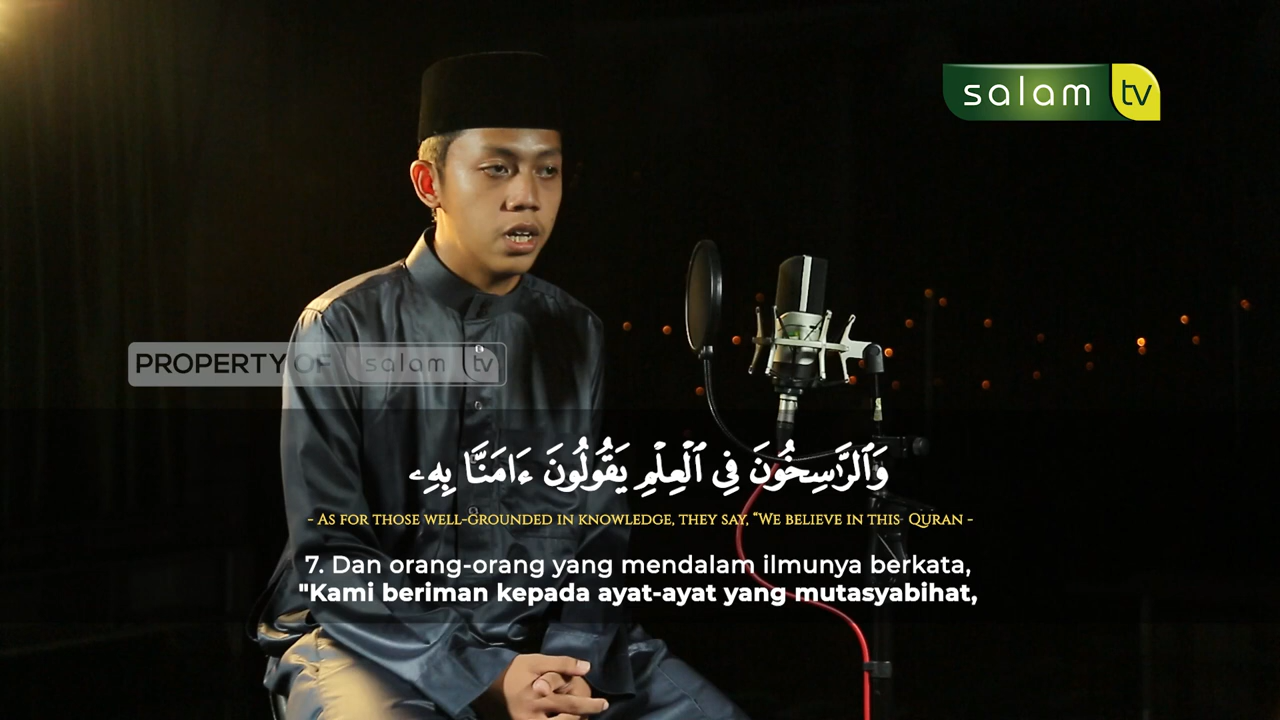 salam tv
PROPERTY OF salam tv
وَٱلرَّٰسِخُونَ فِي ٱلْعِلْمِ يَقُولُونَ ءَامَنَّا بِهِۦ
- As for those well-grounded in knowledge, they say, “We believe in this Quran -
7. Dan orang-orang yang mendalam ilmunya berkata,
"Kami beriman kepada ayat-ayat yang mutasyabihat,